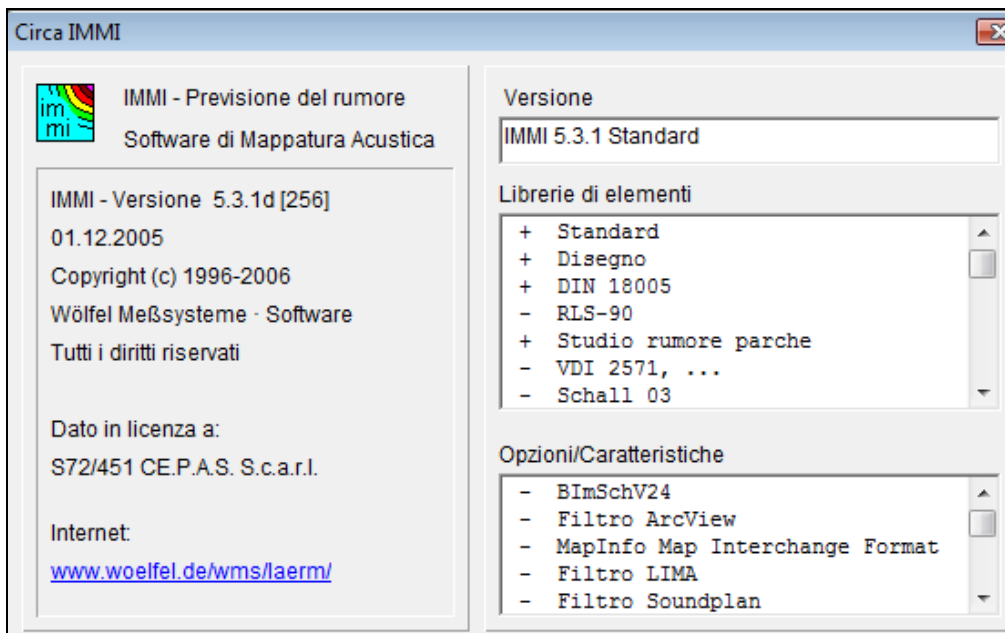 Circa IMMI
im
mi
IMMI - Previsione del rumore
Software di Mappatura Acustica
IMMI - Versione 5.3.1d [256]
01.12.2005
Copyright (c) 1996-2006
Wölfel Meßsysteme · Software
Tutti i diritti riservati
Dato in licenza a:
S72/451 CE.P.A.S. S.c.a.r.l.
Internet:
www.woelfel.de/wms/laerm/
Versione
IMMI 5.3.1 Standard
Librerie di elementi
+ Standard
+ Disegno
+ DIN 18005
- RLS-90
+ Studio rumore parche
- VDI 2571, ...
- Schall 03
Opzioni/Caratteristiche
- BImSchV24
- Filtro ArcView
- MapInfo Map Interchange Format
- Filtro LIMA
- Filtro Soundplan